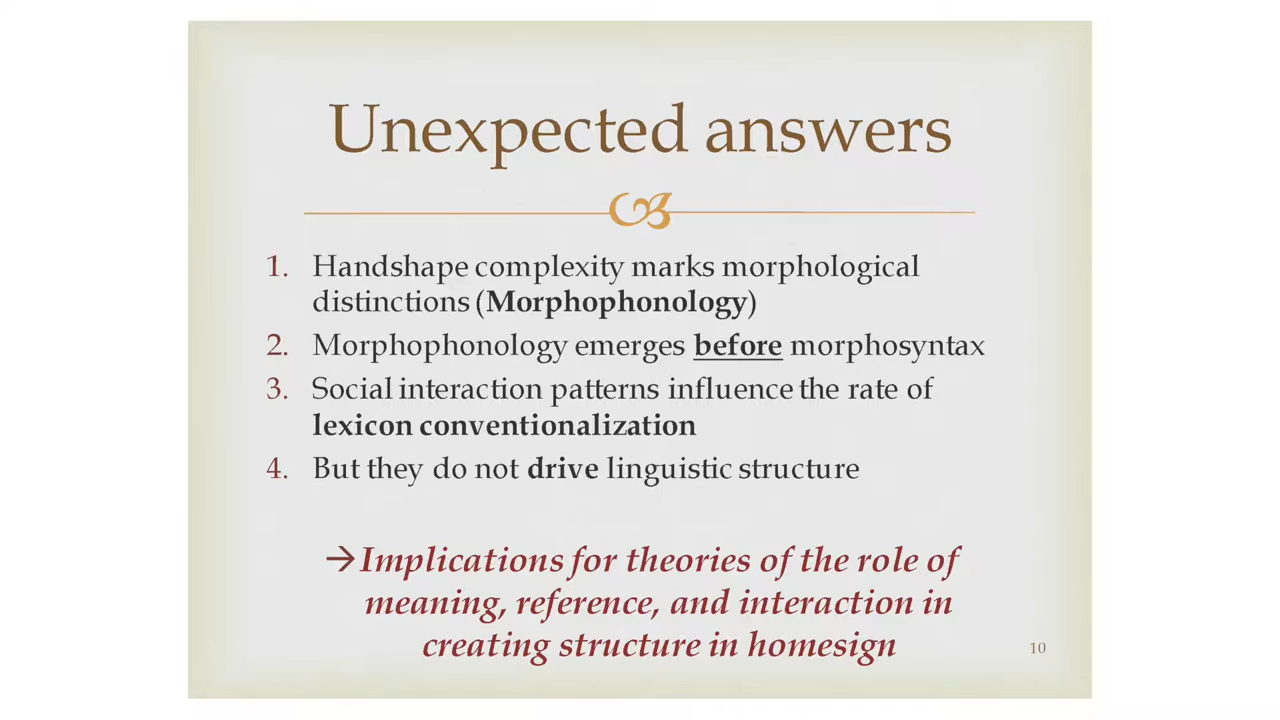 Unexpected answers
1. Handshape complexity marks morphological
distinctions (Morphophonology)
2. Morphophonology emerges before morphosyntax
3. Social interaction patterns influence the rate of
lexicon conventionalization
4. But they do not drive linguistic structure
→Implications for theories of the role of
meaning, reference, and interaction in
creating structure in homesign
10